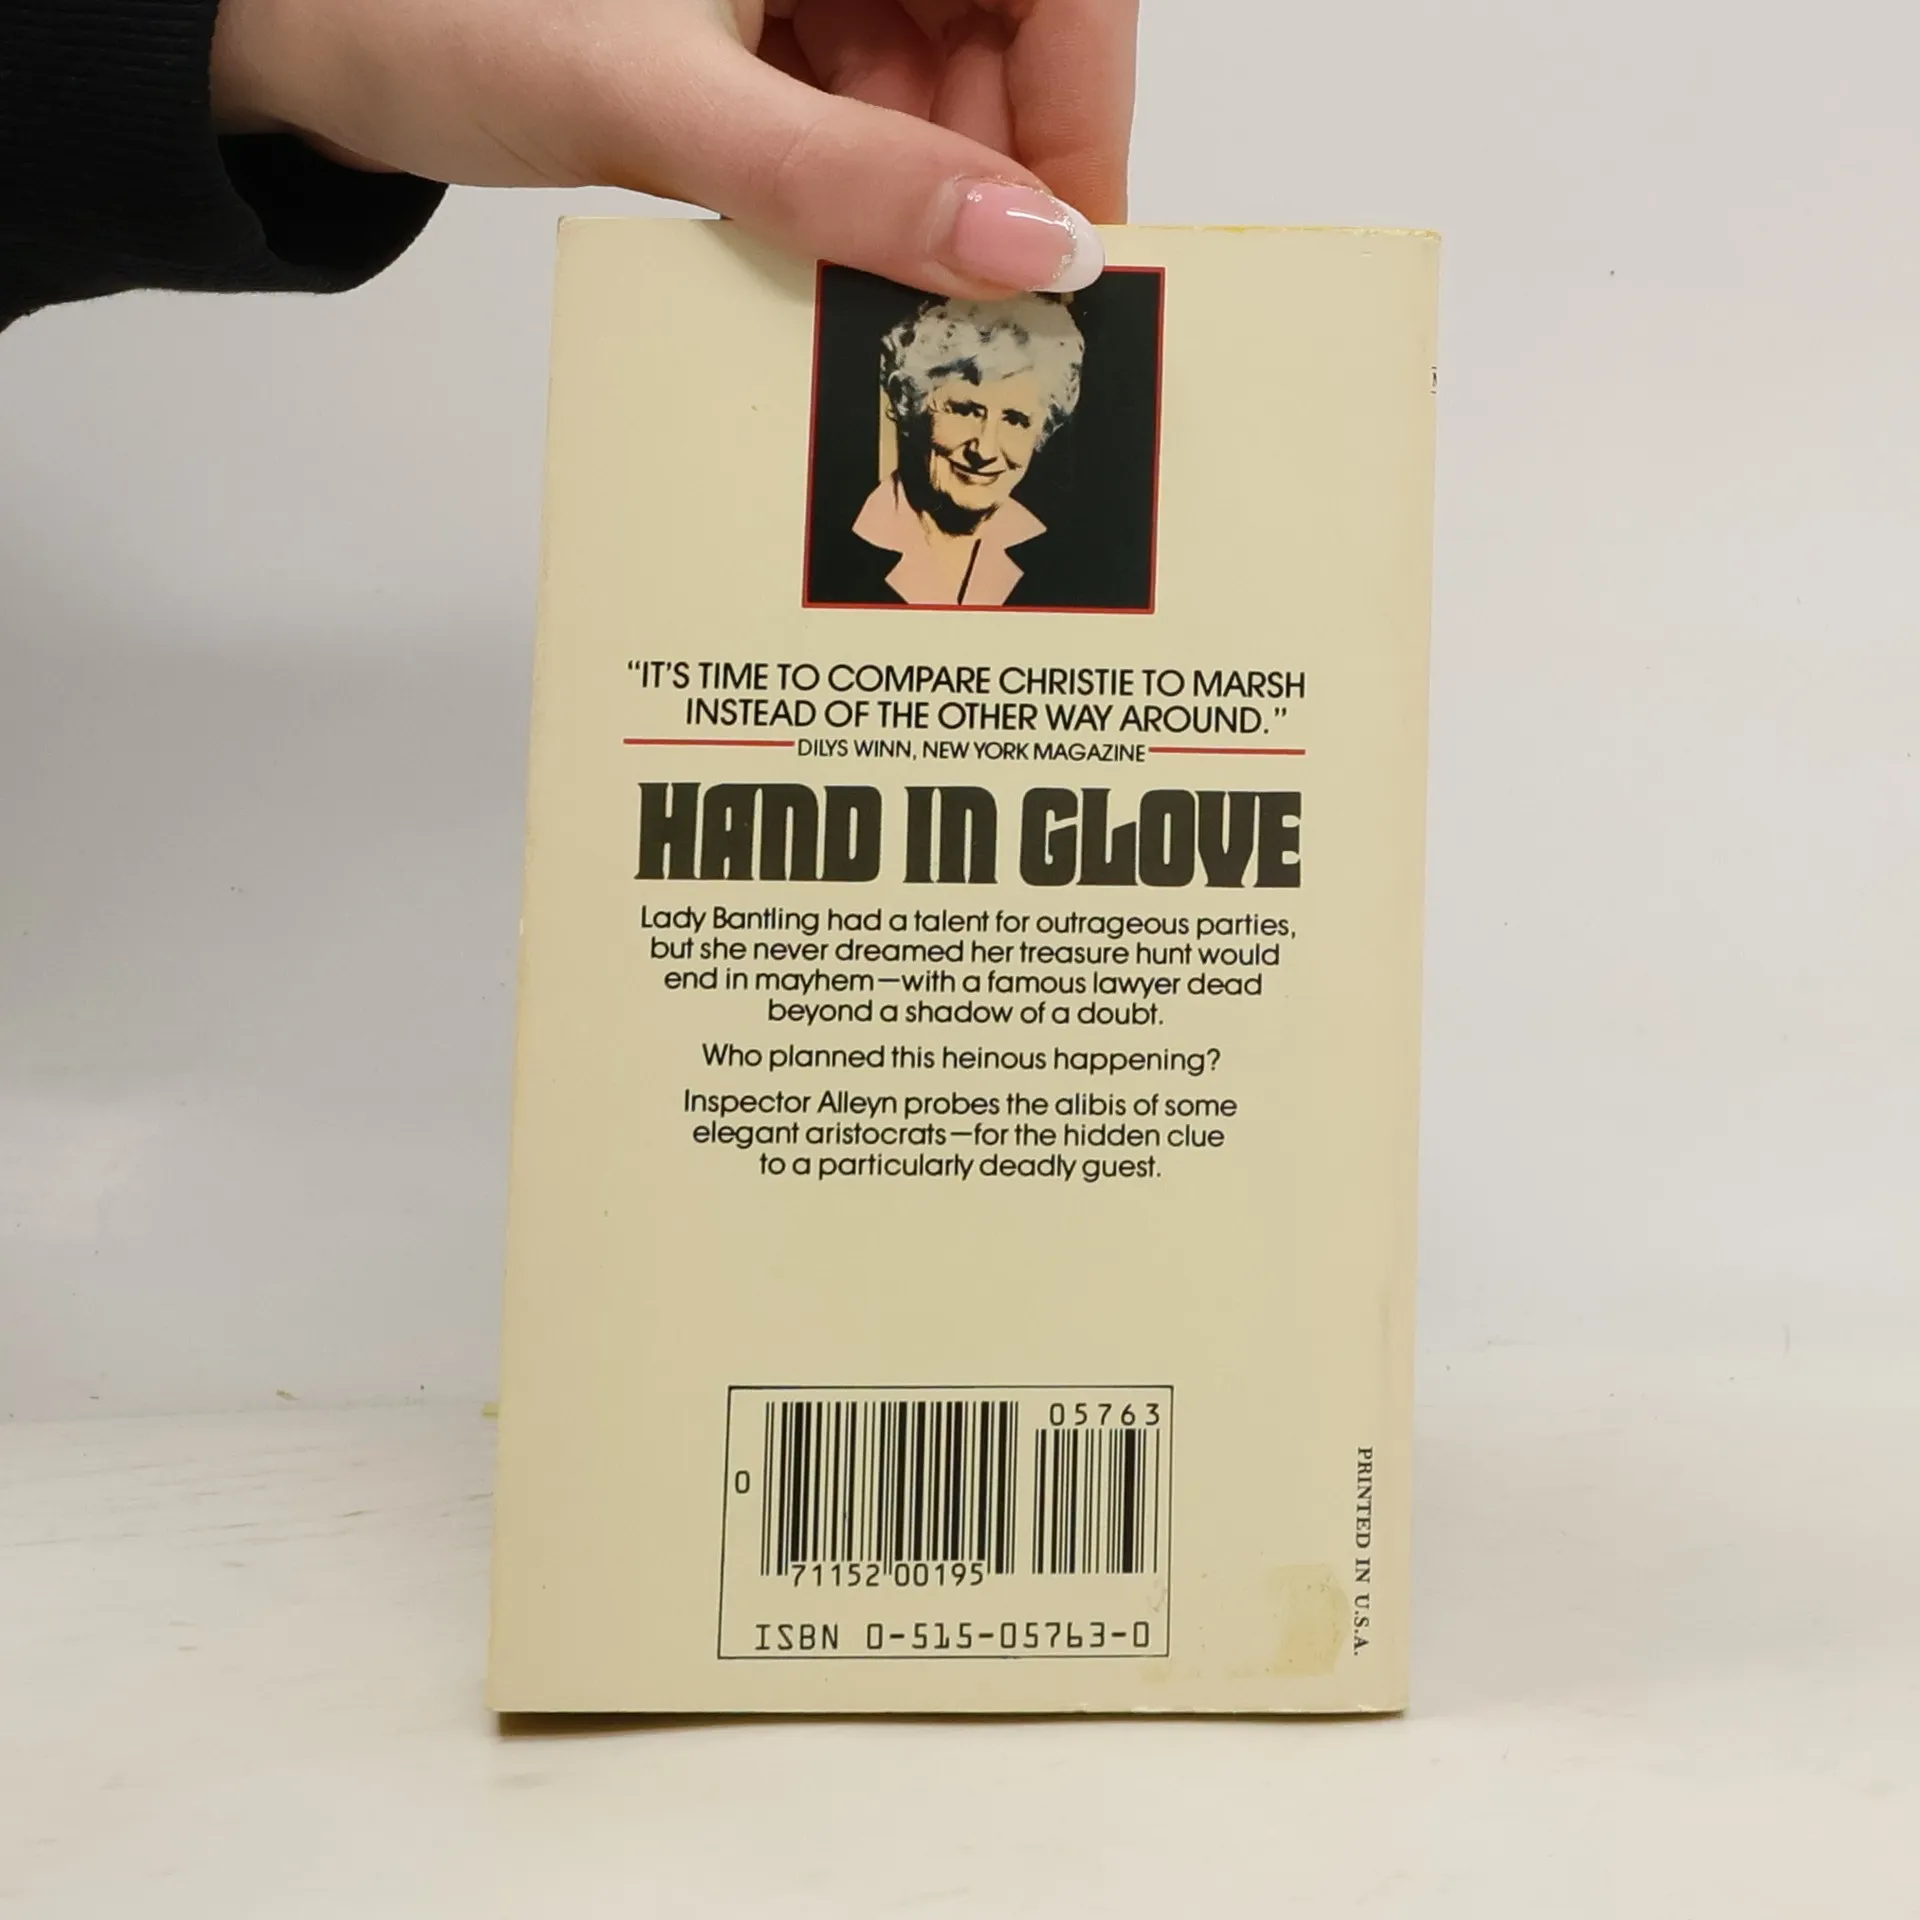 “IT'S TIME TO COMPARE CHRISTIE TO MARSH
INSTEAD OF THE OTHER WAY AROUND.”
DILYS WINN, NEW YORK MAGAZINE
HAND IN GLOVE
Lady Bantling had a talent for outrageous parties,
but she never dreamed her treasure hunt would
end in mayhem—with a famous lawyer dead
beyond a shadow of a doubt.
Who planned this heinous happening?
Inspector Alleyn probes the alibis of some
elegant aristocrats—for the hidden clue
to a particularly deadly guest.
05763
0
71152 00195
ISBN 0-515-05763-0
PRINTED IN U.S.A.